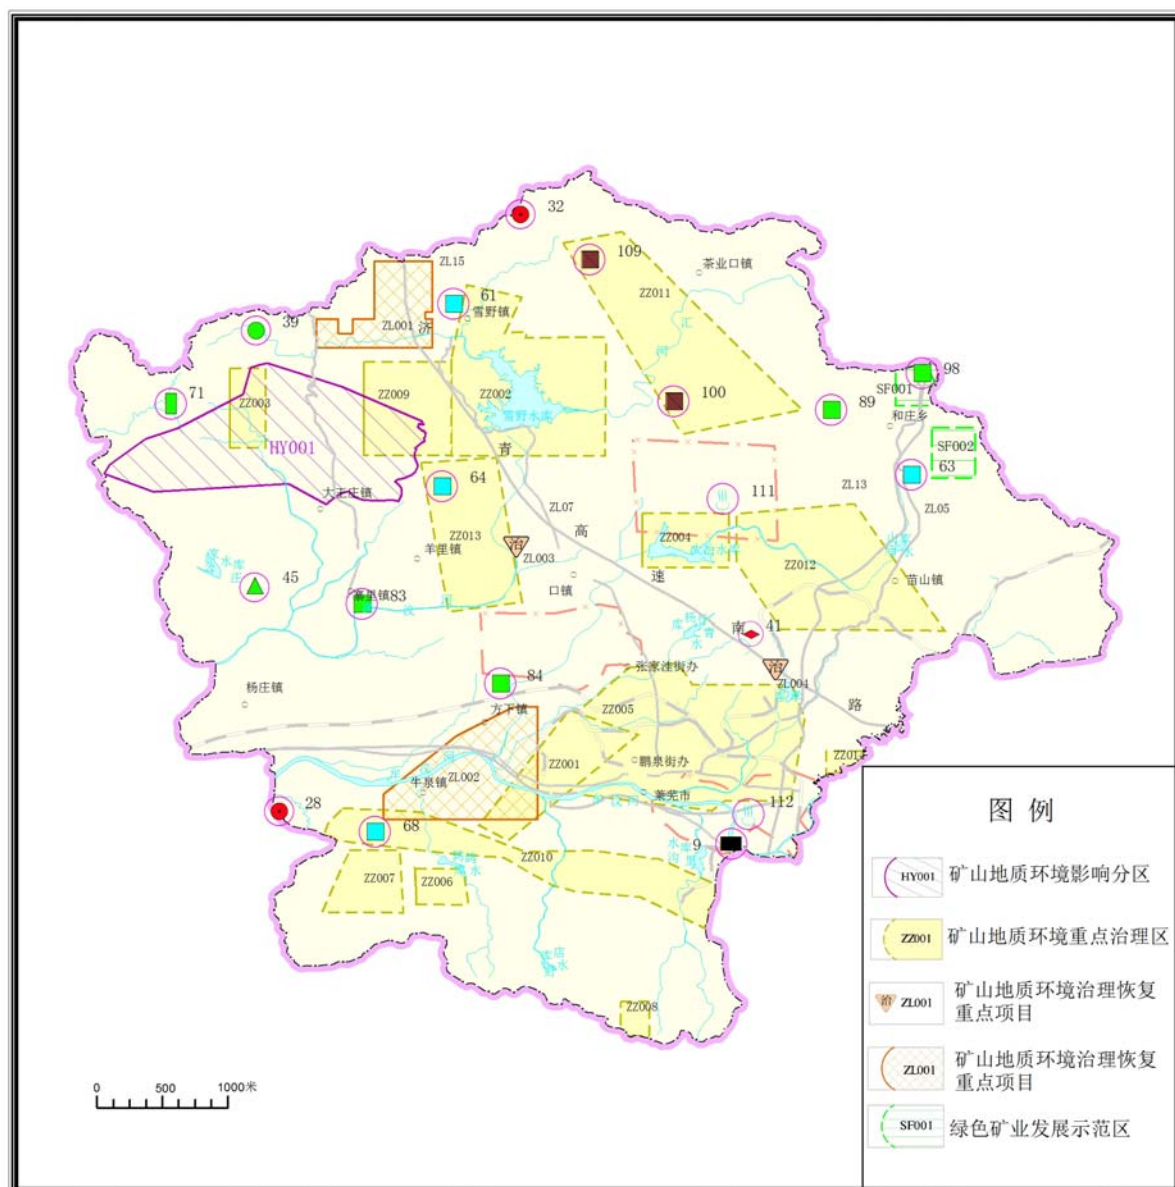 32
109
茶业口镇
ZL15
61
ZZ011
雪野镇
39
ZL001
济
汇
河
98
71
SF001
ZZ003
ZZ009
ZZ002
100
89
雪野水库
和庄乡
HY001
青
SF002
64
63
大王庄镇
ZL13
111
ZL07
ZL05
高
ZZ013
治
ZZ004
羊里镇
ZL003
ZZ012
速
苗山镇
45
口镇
寨里镇
83
汶
河
南
41
张家洼街办
治
84
ZL004
杨庄镇
路
方下镇
ZZ005
ZZ001
鹏泉街办
ZL002
牛泉镇
莱芜市
28
112
68
9
ZZ010
ZZ007
ZZ006
ZZ008
图 例
HY001
矿山地质环境影响分区
ZZ001
矿山地质环境重点治理区
治
ZL001
矿山地质环境治理恢复
重点项目
ZL001
矿山地质环境治理恢复
重点项目
SF001
绿色矿业发展示范区
0
500
1000米